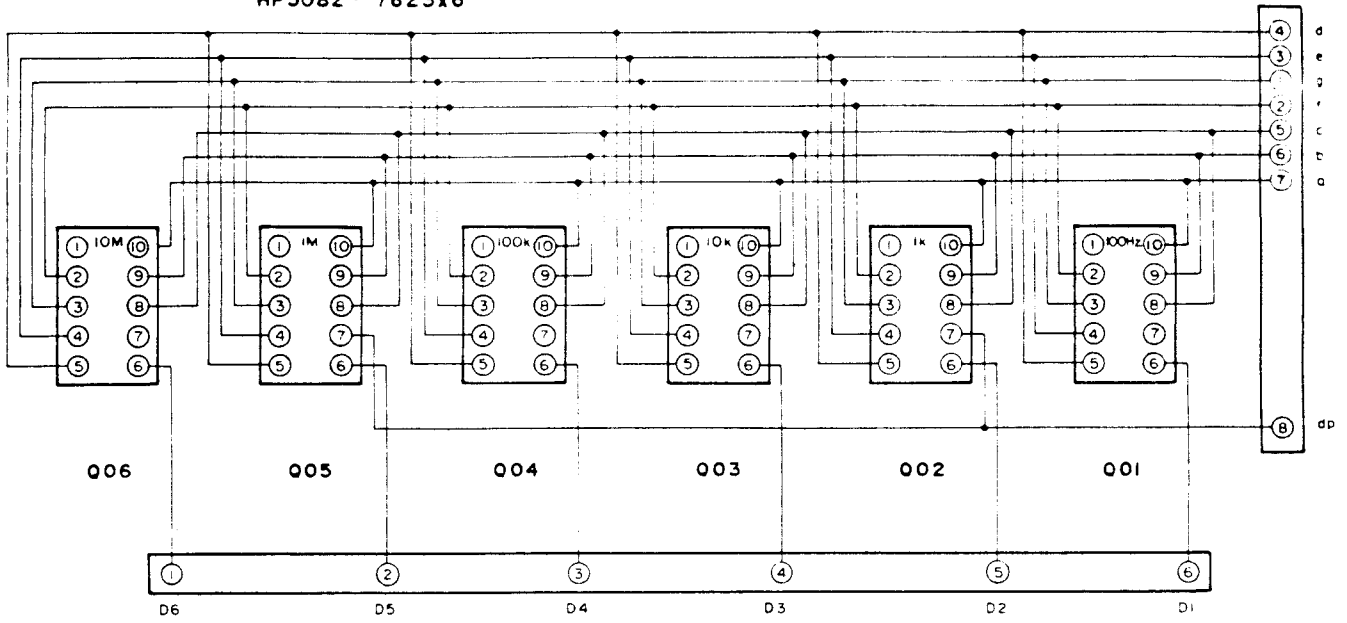 ④ d
③ e
① g
② f
⑤ c
⑥ b
⑦ a
① 10M ⑩ ① 1M ⑩ ① 100k ⑩ ① 10k ⑩ ① 1k ⑩ ① 100Hz ⑩
② ⑨ ② ⑨ ② ⑨ ② ⑨ ② ⑨ ② ⑨
③ ⑧ ③ ⑧ ③ ⑧ ③ ⑧ ③ ⑧ ③ ⑧
④ ⑦ ④ ⑦ ④ ⑦ ④ ⑦ ④ ⑦ ④ ⑦
⑤ ⑥ ⑤ ⑥ ⑤ ⑥ ⑤ ⑥ ⑤ ⑥ ⑤ ⑥
⑧ dp
Q06 Q05 Q04 Q03 Q02 Q01
① ② ③ ④ ⑤ ⑥
D6 D5 D4 D3 D2 D1